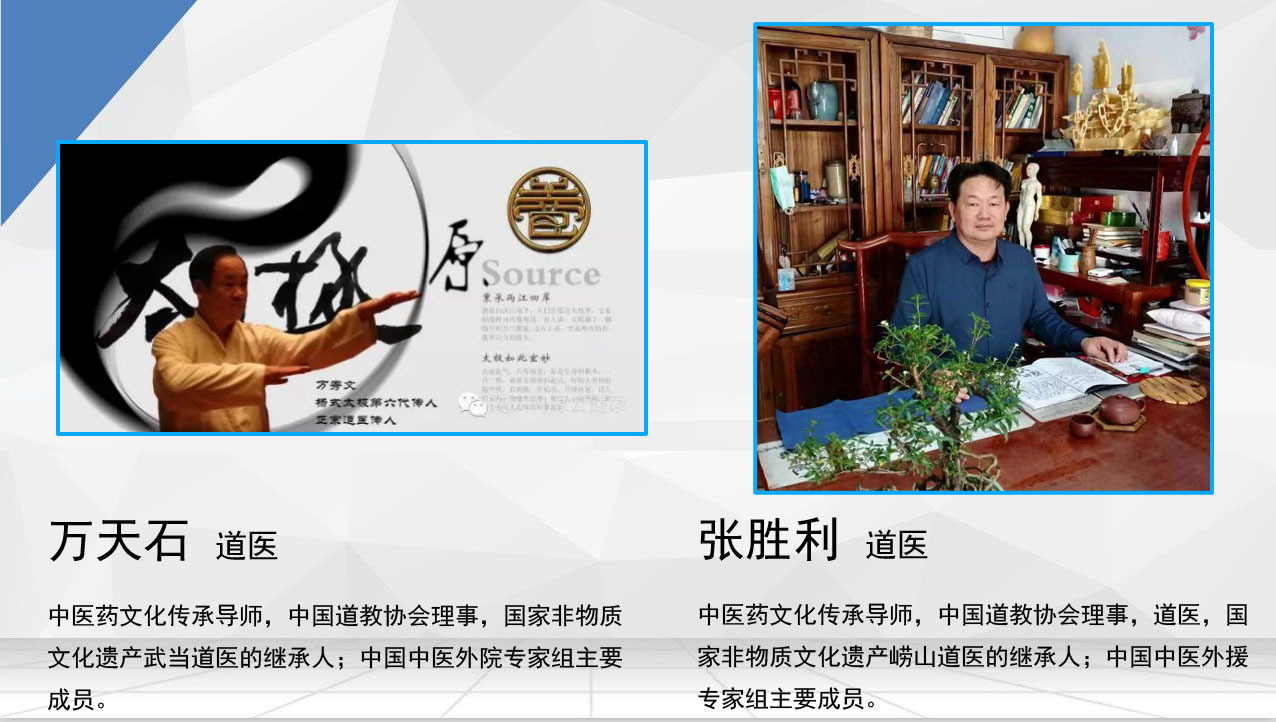 太极
原
Source
秉承两江四岸
太极如此玄妙
万秀文
杨式太极第六代传人
正宗道医传人
万天石 道医
中医药文化传承导师，中国道教协会理事，国家非物质
文化遗产武当道医的继承人；中国中医外院专家组主要
成员。
张胜利 道医
中医药文化传承导师，中国道教协会理事，道医，国
家非物质文化遗产崂山道医的继承人；中国中医外援
专家组主要成员。